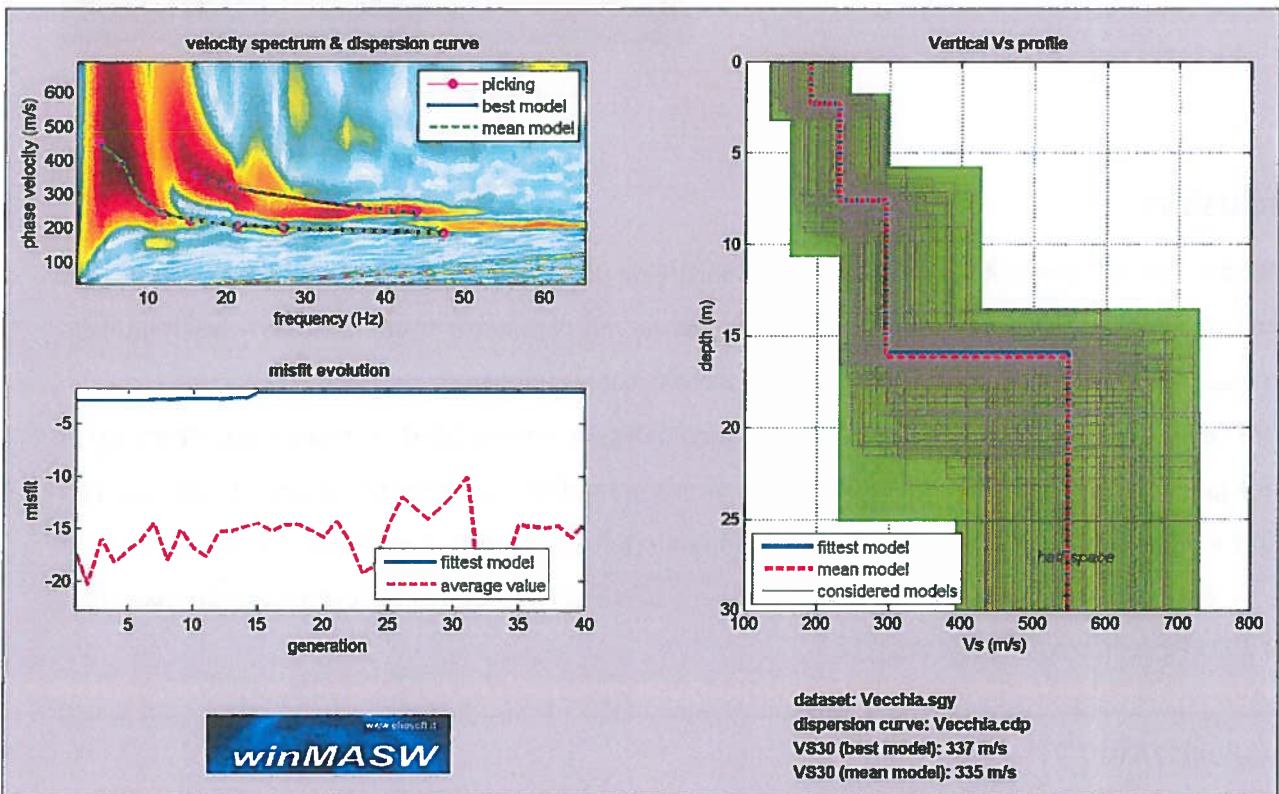 velocity spectrum & dispersion curve
phase velocity (m/s)
600
500
400
300
200
100
10
20
30
40
50
60
frequency (Hz)
picking
best model
mean model
misfit evolution
misfit
-5
-10
-15
-20
5
10
15
20
25
30
35
40
generation
fittest model
average value
Vertical Vs profile
depth (m)
0
5
10
15
20
25
30
100
200
300
400
500
600
700
800
Vs (m/s)
half-space
fittest model
mean model
considered models
www.eliosoft.it
winMASW
dataset: Vecchia.sgy
dispersion curve: Vecchia.cdp
VS30 (best model): 337 m/s
VS30 (mean model): 335 m/s